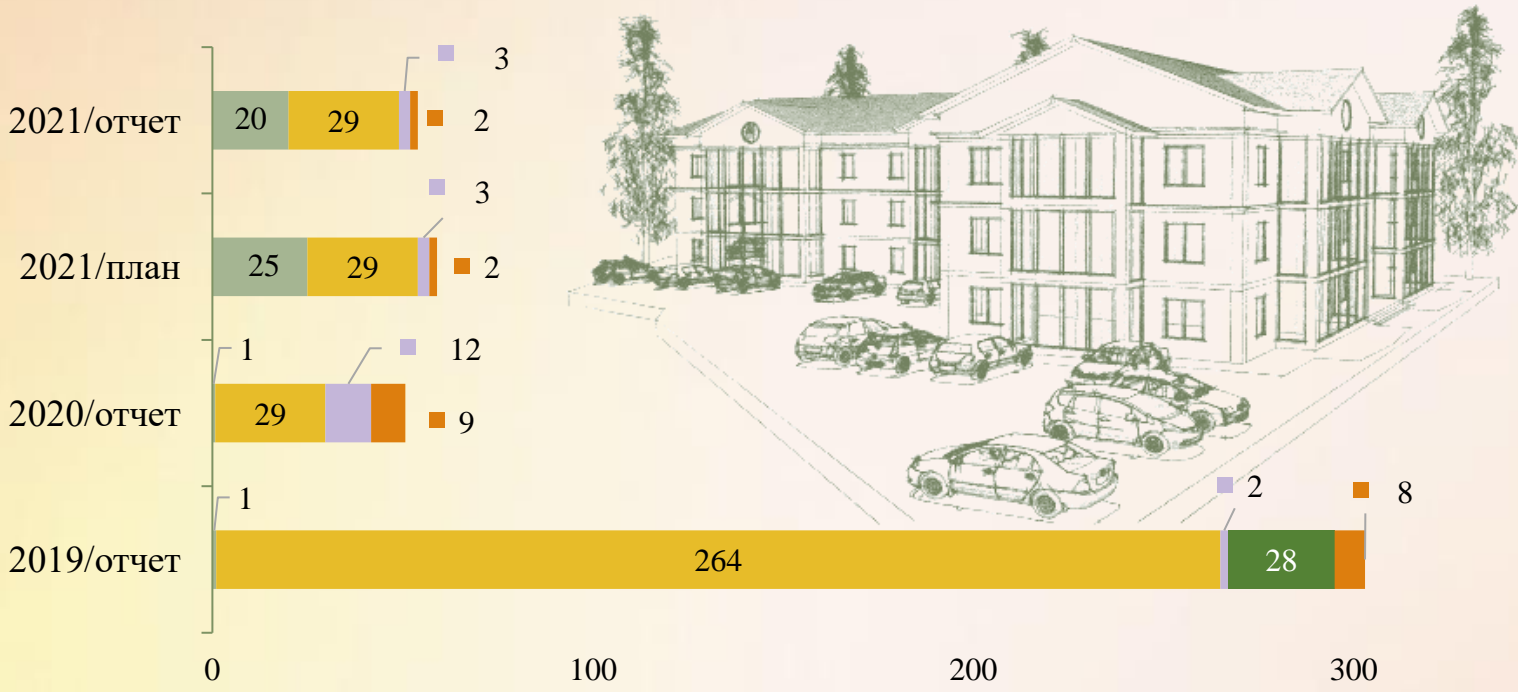 3
2021/отчет 20 29 2
3
2021/план 25 29 2
1 12
2020/отчет 29 9
1 2 8
2019/отчет 264 28
0 100 200 300